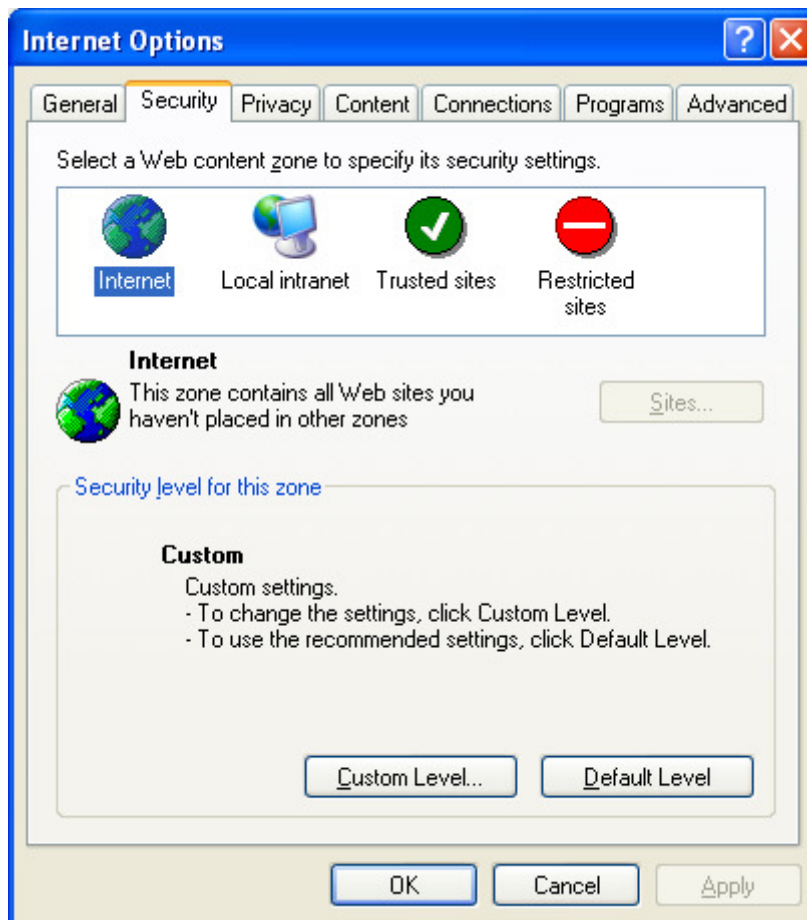 Internet Options
General Security Privacy Content Connections Programs Advanced
Select a Web content zone to specify its security settings.
Internet Local intranet Trusted sites Restricted
sites
Internet
This zone contains all Web sites you
haven't placed in other zones
Sites...
Security level for this zone
Custom
Custom settings.
- To change the settings, click Custom Level.
- To use the recommended settings, click Default Level.
Custom Level... Default Level
OK Cancel Apply